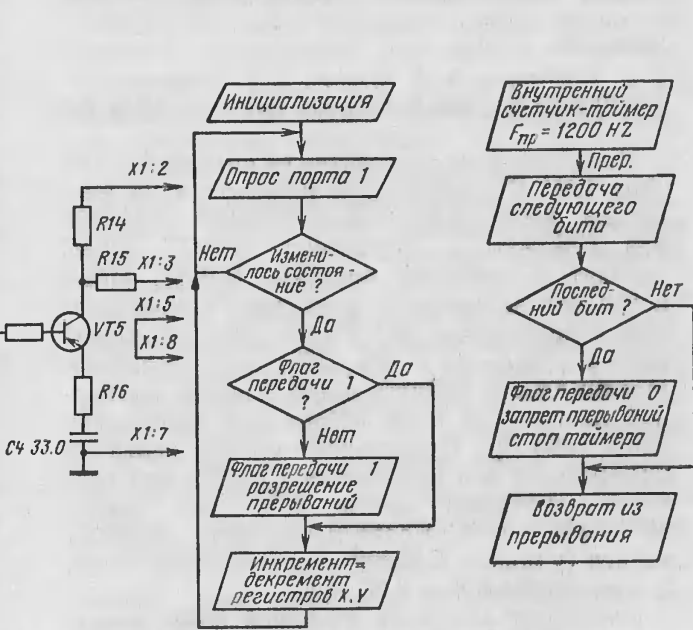 X1:2
R14
R15
X1:3
X1:5
VT5
X1:8
R16
C4 33.0
X1:7
Инициализация
Опрос порта 1
Измени-
лось состоя-
ние ?
Нет
Да
Флаг
передачи 1
?
Да
Нет
Флаг передачи 1
разрешение
прерываний
Инкремент=
декремент
регистров X,Y
Внутренний
счетчик-таймер
Fпр = 1200 HZ
Прер.
Передача
следующего
бита
Послед-
ний бит ?
Нет
Да
Флаг передачи 0
запрет прерываний
стоп таймера
Возврат из
прерывания